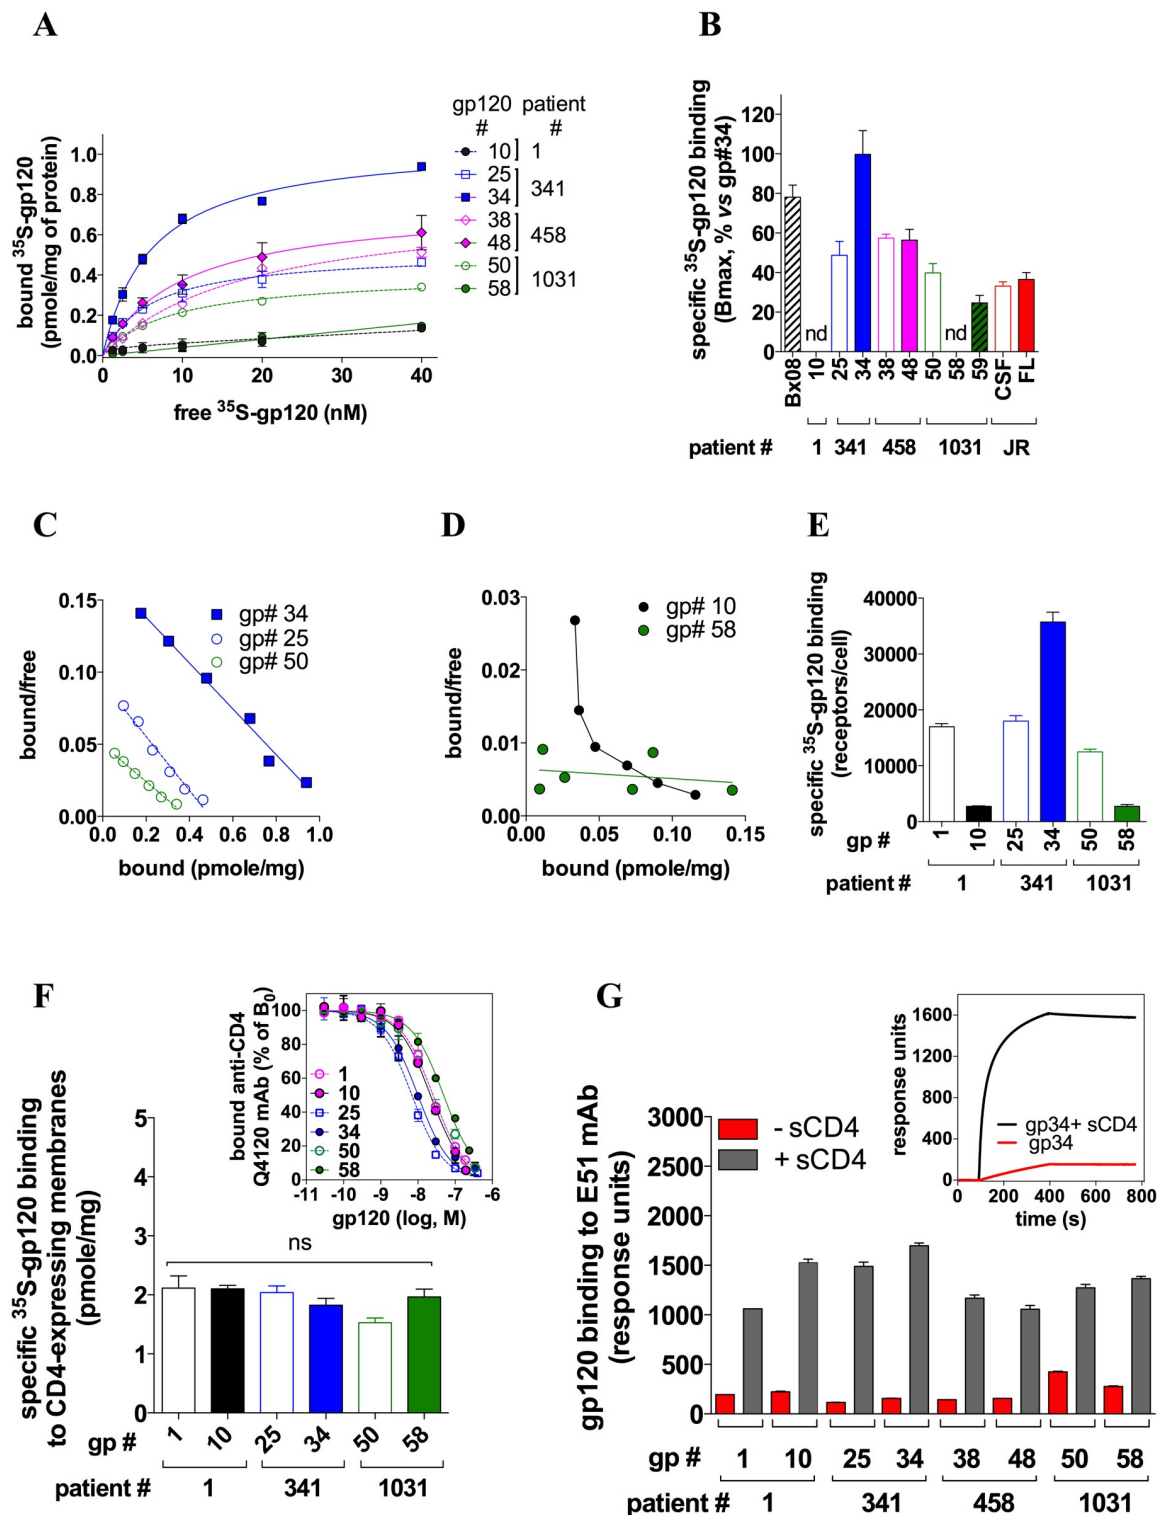 A
bound 35S-gp120
(pmole/mg of protein)
1.0
0.8
0.6
0.4
0.2
0.0
0 10 20 30 40
free 35S-gp120 (nM)
gp120 patient
# #
10 1
25
34
341
38
48
458
50
58
1031
B
specific 35S-gp120 binding
(Bmax, % vs gp#34)
120
100
80
60
40
20
0
nd nd
Bx08 10 25 34 38 48 50 58 59 CSF FL
patient # 1 341 458 1031 JR
C
bound/free
0.15
0.10
0.05
0.00
gp# 34
gp# 25
gp# 50
0.0 0.2 0.4 0.6 0.8 1.0
bound (pmole/mg)
D
bound/free
0.03
0.02
0.01
0.00
gp# 10
gp# 58
0.00 0.05 0.10 0.15
bound (pmole/mg)
E
specific 35S-gp120 binding
(receptors/cell)
40000
30000
20000
10000
0
gp # 1 10 25 34 50 58
patient # 1 341 1031
F
specific 35S-gp120 binding
to CD4-expressing membranes
(pmole/mg)
5
4
3
2
1
0
ns
bound anti-CD4
Q4120 mAb (% of B0)
100
80
60
40
20
0
1
10
25
34
50
58
-11 -10 -9 -8 -7 -6
gp120 (log, M)
gp # 1 10 25 34 50 58
patient # 1 341 1031
G
gp120 binding to E51 mAb
(response units)
3000
2500
2000
1500
1000
500
0
- sCD4
+ sCD4
response units
1600
1200
800
400
0
gp34+ sCD4
gp34
0 200 400 600 800
time (s)
gp # 1 10 25 34 38 48 50 58
patient # 1 341 458 1031